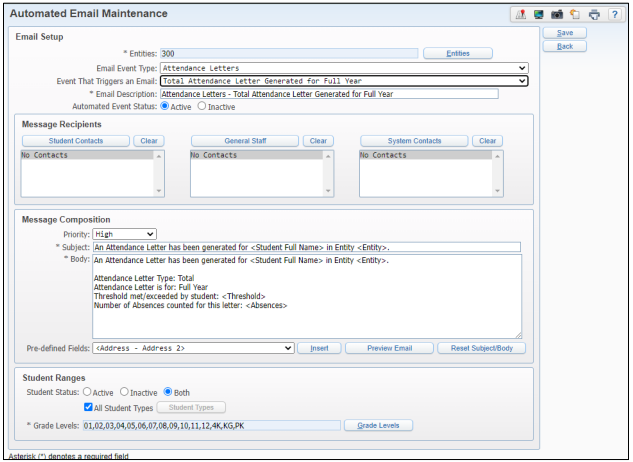 Automated Email Maintenance
?
Save
Back
Email Setup
* Entities: 300 Entities
Email Event Type: Attendance Letters
Event That Triggers an Email: Total Attendance Letter Generated for Full Year
* Email Description: Attendance Letters - Total Attendance Letter Generated for Full Year
Automated Event Status: Active Inactive
Message Recipients
Student Contacts Clear General Staff Clear System Contacts Clear
No Contacts No Contacts No Contacts
Message Composition
Priority: High
* Subject: An Attendance Letter has been generated for <Student Full Name> in Entity <Entity>.
* Body: An Attendance Letter has been generated for <Student Full Name> in Entity <Entity>.
Attendance Letter Type: Total
Attendance Letter is for: Full Year
Threshold met/exceeded by student: <Threshold>
Number of Absences counted for this letter: <Absences>
Pre-defined Fields: <Address - Address 2> Insert Preview Email Reset Subject/Body
Student Ranges
Student Status: Active Inactive Both
All Student Types Student Types
* Grade Levels: 01,02,03,04,05,06,07,08,09,10,11,12,4K,KG,PK Grade Levels
Asterisk (*) denotes a required field